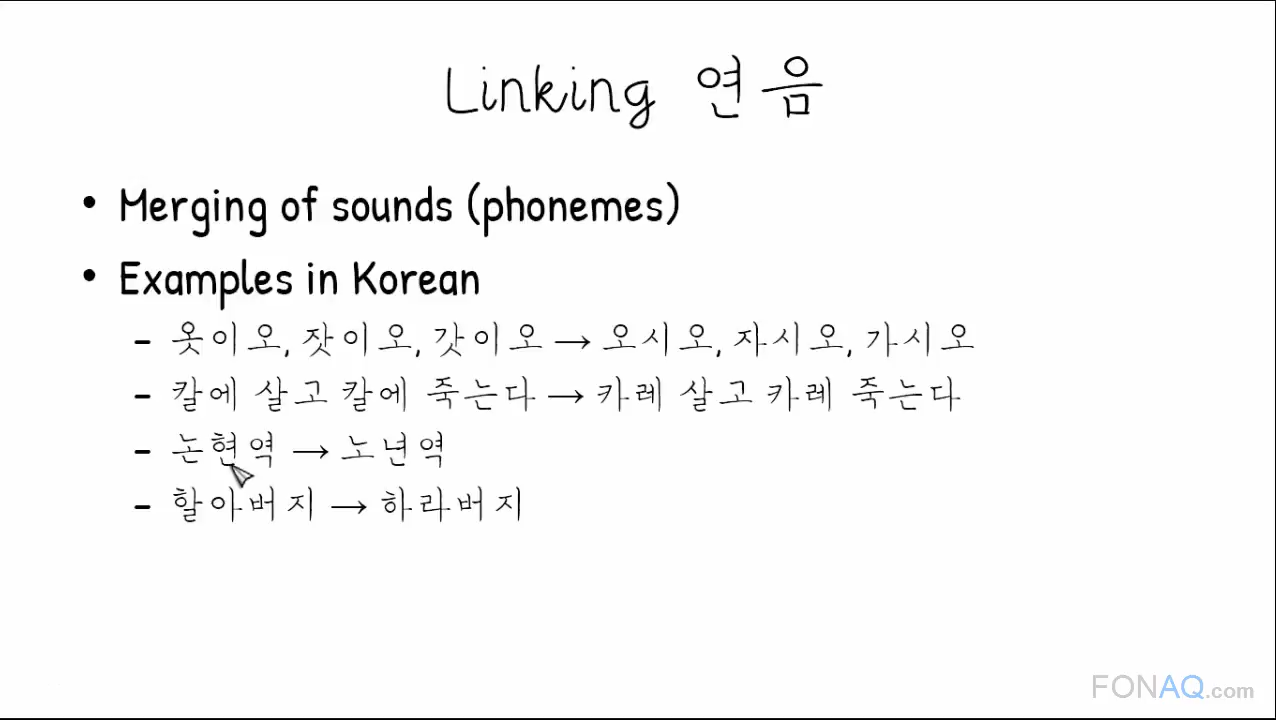 Linking 연음
• Merging of sounds (phonemes)
• Examples in Korean
– 옷이오, 잣이오, 갓이오 → 오시오, 자시오, 가시오
– 칼에 살고 칼에 죽는다 → 카레 살고 카레 죽는다
– 논현역 → 노년역
– 할아버지 → 하라버지
FONAQ.com